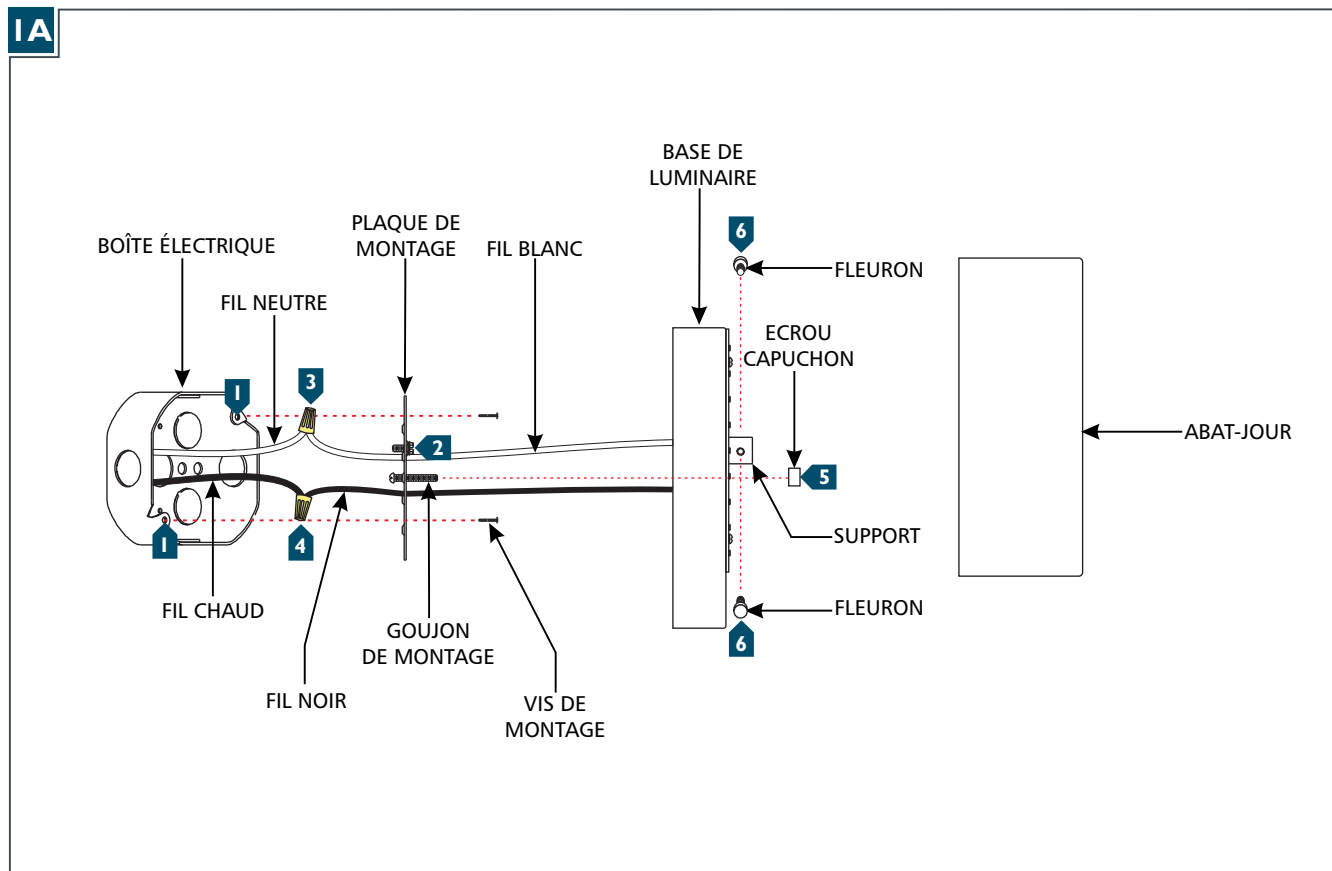 1A
BASE DE
LUMINAIRE
6
PLAQUE DE
MONTAGE
BOÎTE ÉLECTRIQUE
FIL BLANC
FLEURON
FIL NEUTRE
ECROU
CAPUCHON
3
1
2
ABAT-JOUR
5
1
4
SUPPORT
FIL CHAUD
FLEURON
GOUJON
DE MONTAGE
6
FIL NOIR
VIS DE
MONTAGE